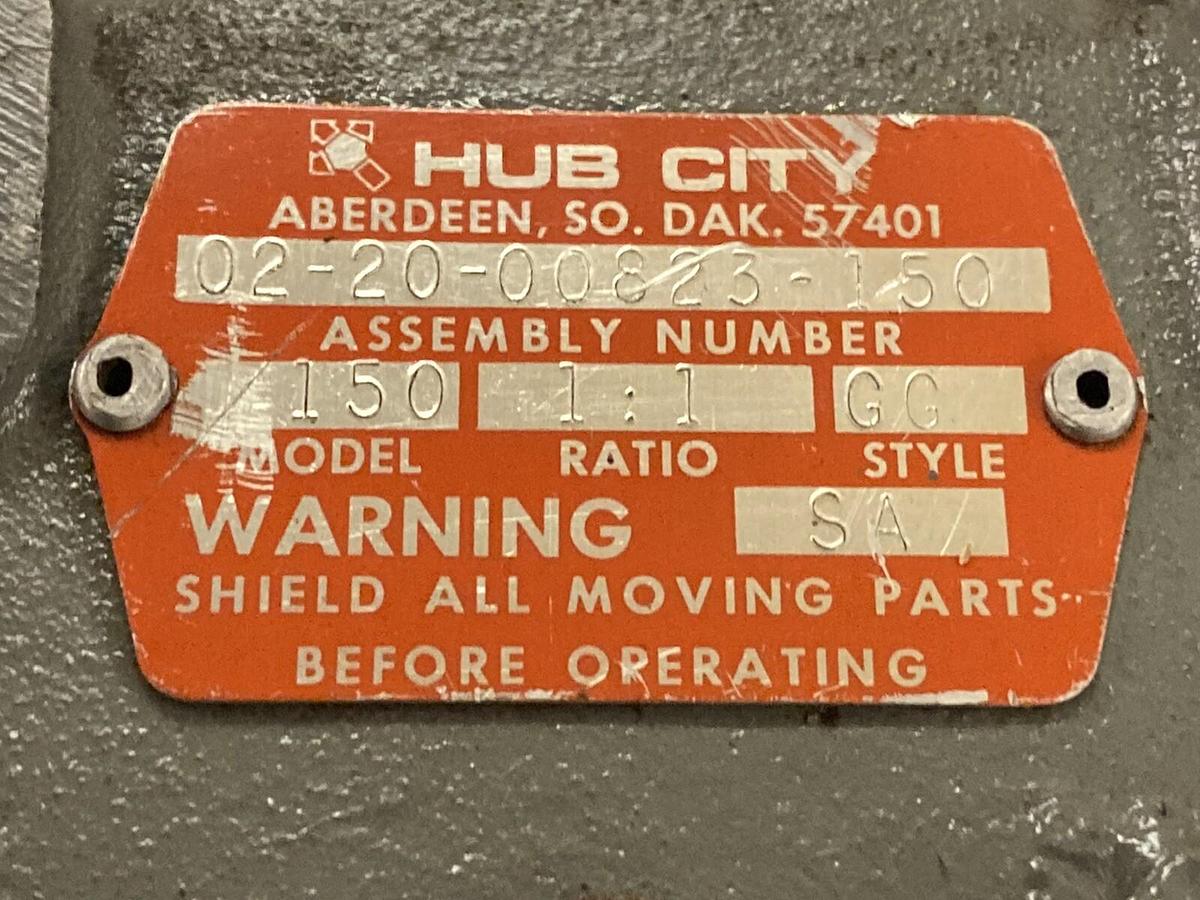 HUB CITY
ABERDEEN, SO. DAK. 57401
02-20-00823-150
ASSEMBLY NUMBER
150 1:1 GG
MODEL RATIO STYLE
WARNING SA
SHIELD ALL MOVING PARTS
BEFORE OPERATING